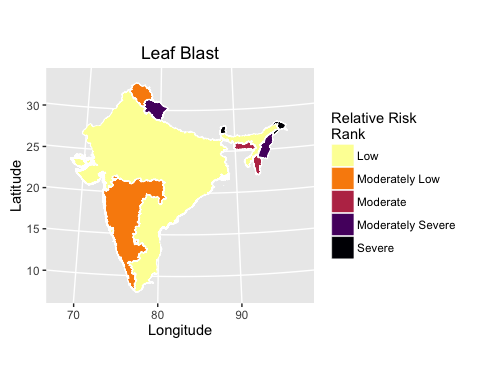 Leaf Blast
30
25
20
15
10
Latitude
70
80
90
Longitude
Relative Risk
Rank
Low
Moderately Low
Moderate
Moderately Severe
Severe